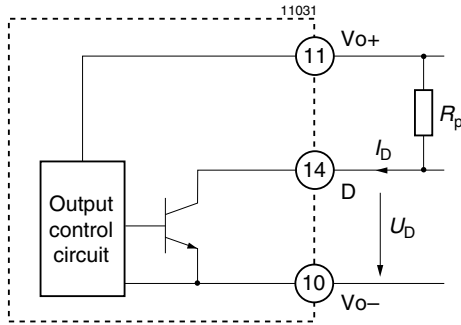 11031
11
Vo+
Rp
ID
14
D
Output
control
circuit
UD
10
Vo–